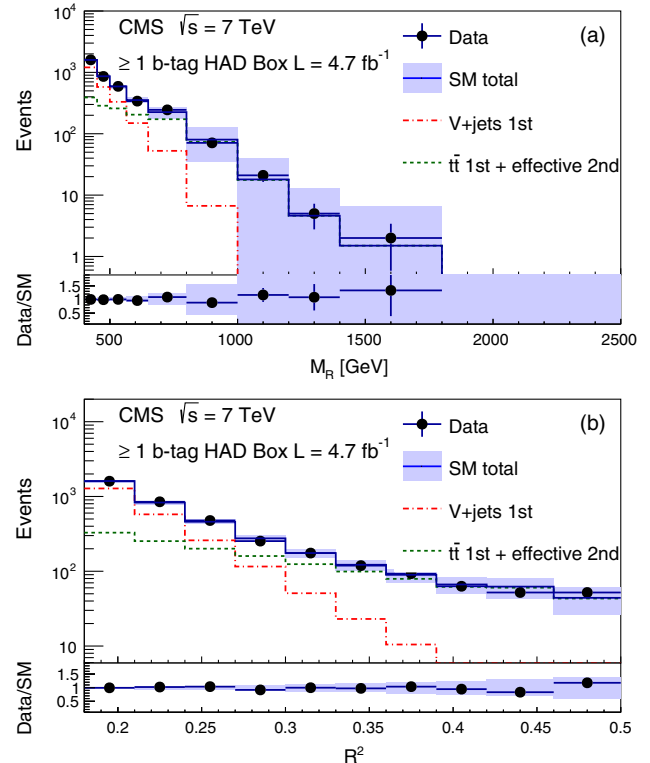 CMS √s = 7 TeV
(a)
≥ 1 b-tag HAD Box L = 4.7 fb⁻¹
Data
SM total
V+jets 1st
tt̄ 1st + effective 2nd
Events
10⁴
10³
10²
10
1
Data/SM
1.5
1
0.5
500 1000 1500 2000 2500
M_R [GeV]
CMS √s = 7 TeV
(b)
≥ 1 b-tag HAD Box L = 4.7 fb⁻¹
Data
SM total
V+jets 1st
tt̄ 1st + effective 2nd
Events
10⁴
10³
10²
10
Data/SM
1.5
1
0.5
0.2 0.25 0.3 0.35 0.4 0.45 0.5
R²